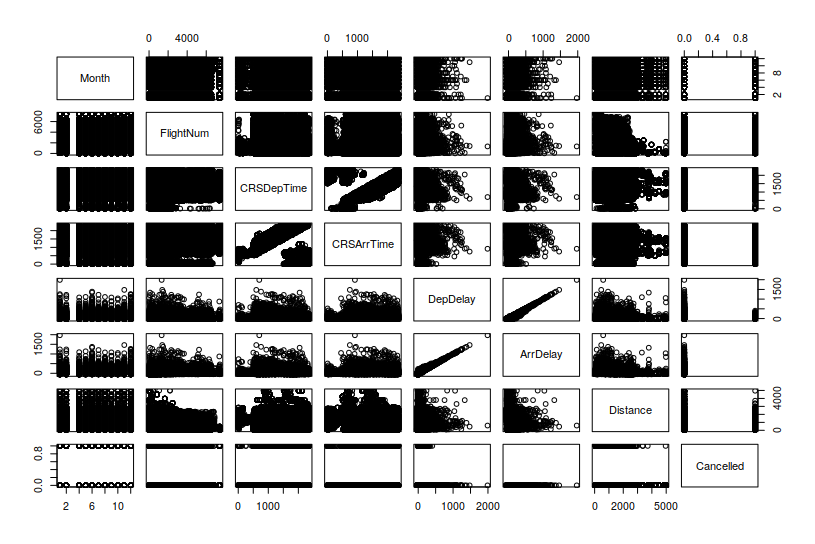 0 4000 0 1000 0 1000 2000 0.0 0.4 0.8
Month 2 8
0 6000 FlightNum
CRSDepTime 0 1500
0 1500 CRSArrTime
DepDelay 0 1500
0 1500 ArrDelay
Distance 0 4000
0.0 0.8 Cancelled
2 6 10 0 1000 0 1000 2000 0 2000 5000